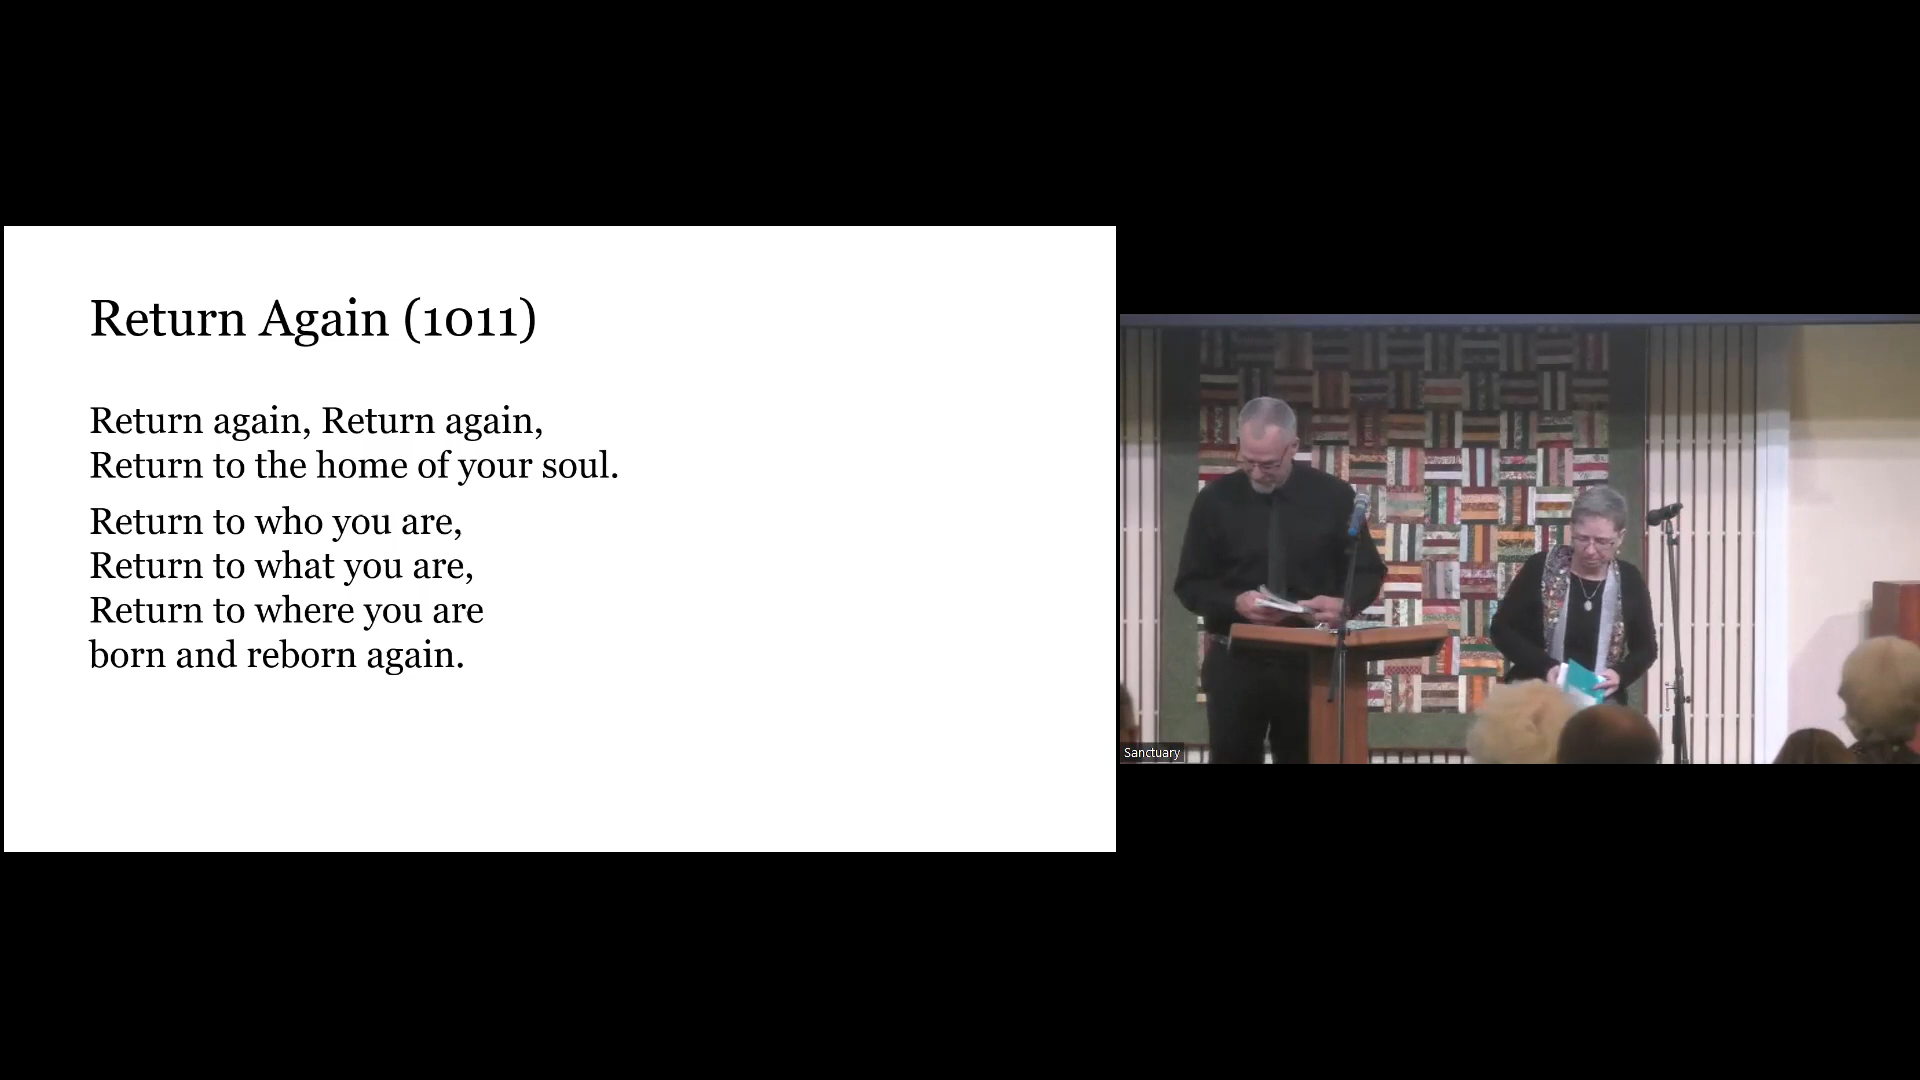 Return Again (1011)
Return again, Return again,
Return to the home of your soul.
Return to who you are,
Return to what you are,
Return to where you are
born and reborn again.
Sanctuary